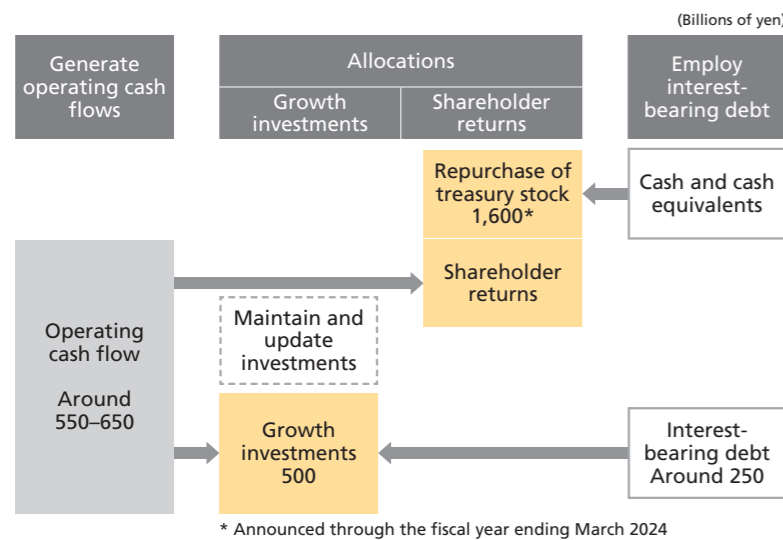 (Billions of yen)
Generate
operating cash
flows
Allocations
Growth
investments
Shareholder
returns
Employ
interest-
bearing debt
Repurchase of
treasury stock
1,600*
Cash and cash
equivalents
Shareholder
returns
Operating
cash flow
Around
550–650
Maintain and
update
investments
Growth
investments
500
Interest-
bearing debt
Around 250
* Announced through the fiscal year ending March 2024